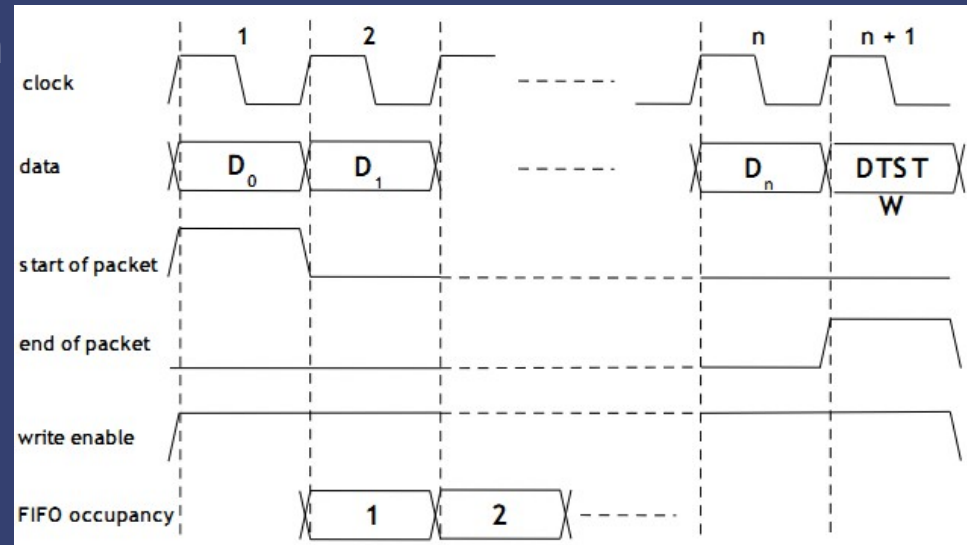 1 2 n n + 1
clock
data D0 D1 Dn DTST
W
start of packet
end of packet
write enable
FIFO occupancy 1 2